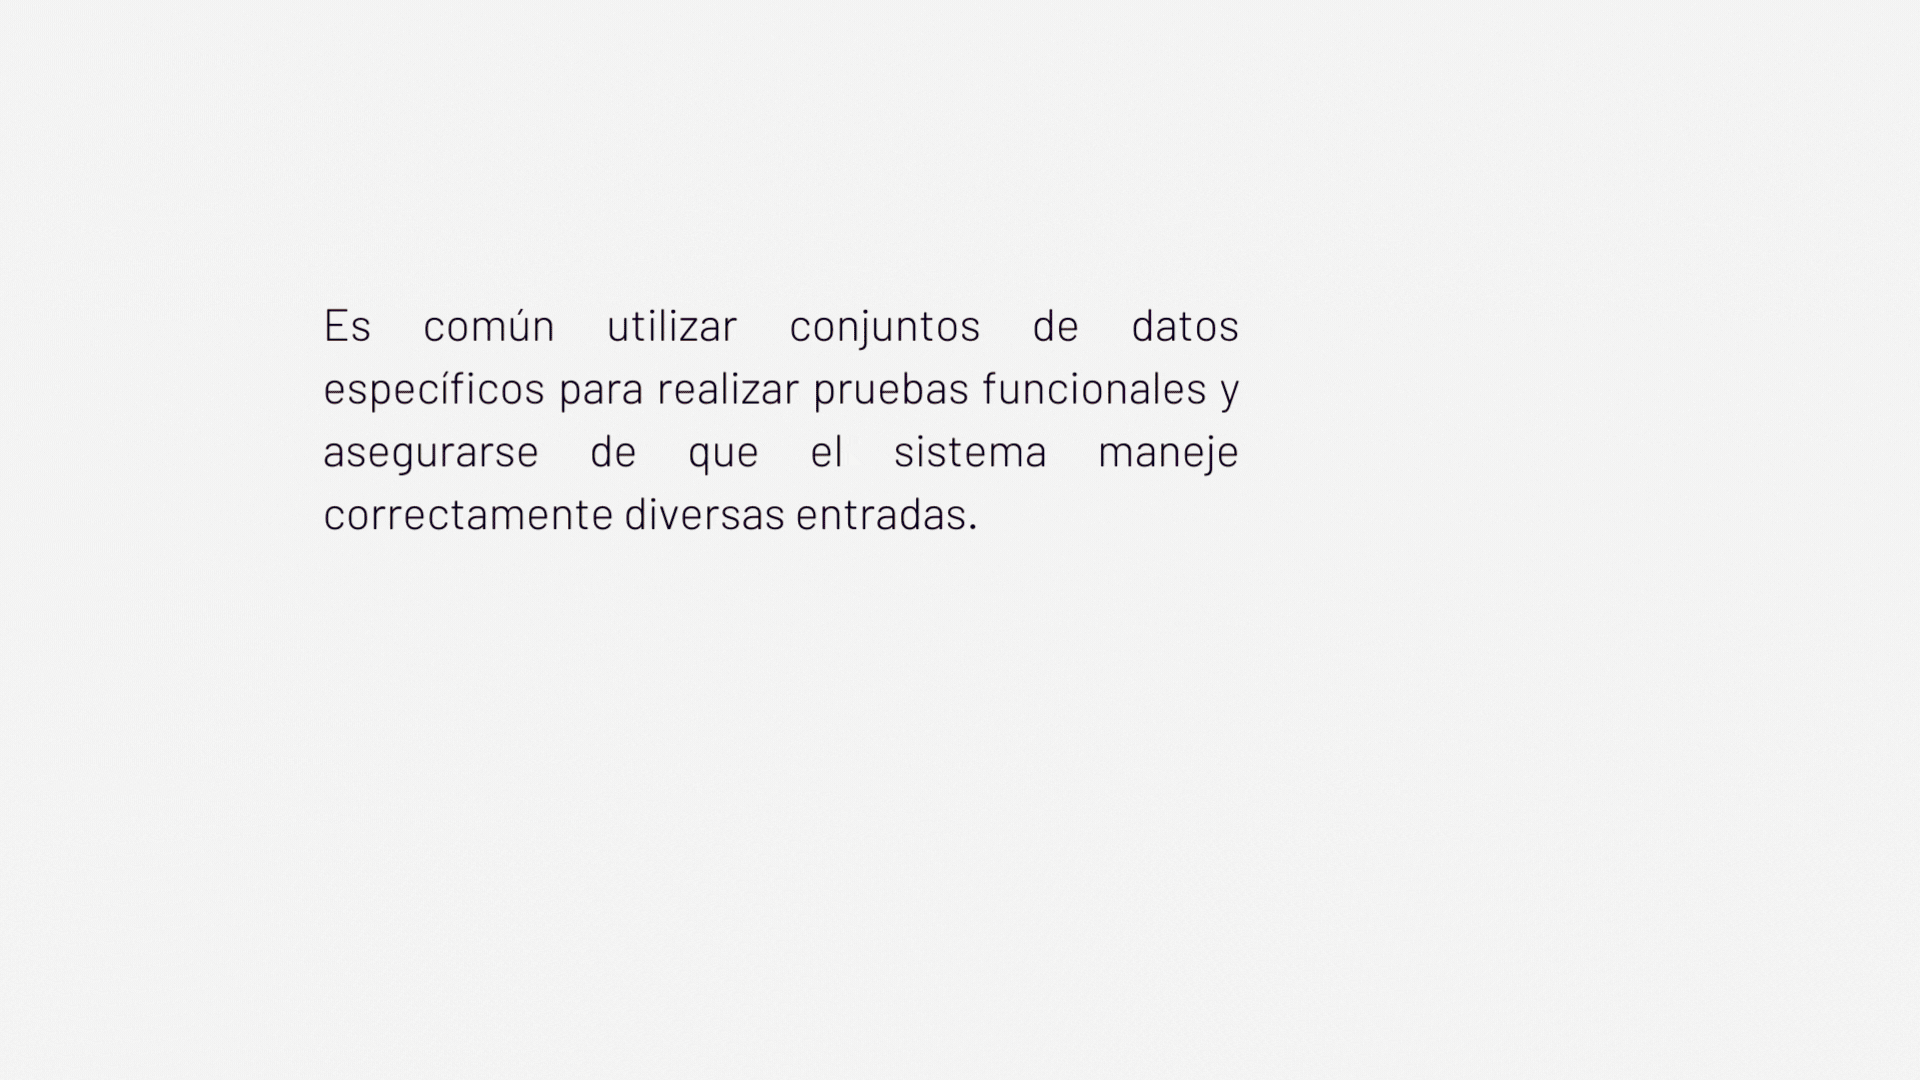 Es común utilizar conjuntos de datos
específicos para realizar pruebas funcionales y
asegurarse de que el sistema maneje
correctamente diversas entradas.